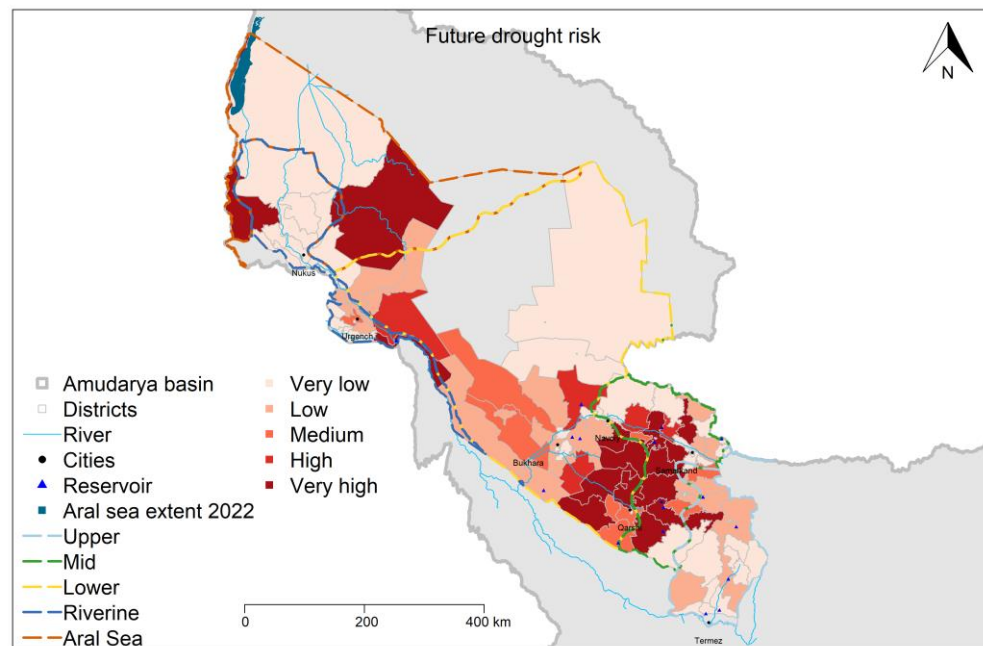 Future drought risk
N
Nukus
Urgench
Navoiy
Bukhara
Samarkand
Qarshi
Termez
Amudarya basin
Districts
River
Cities
Reservoir
Aral sea extent 2022
Upper
Mid
Lower
Riverine
Aral Sea
Very low
Low
Medium
High
Very high
0 200 400 km